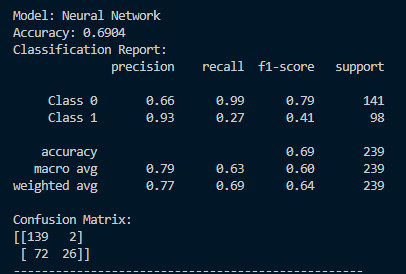 Model: Neural Network
Accuracy: 0.6904
Classification Report:
precision recall f1-score support
Class 0 0.66 0.99 0.79 141
Class 1 0.93 0.27 0.41 98
accuracy 0.69 239
macro avg 0.79 0.63 0.60 239
weighted avg 0.77 0.69 0.64 239
Confusion Matrix:
[[139 2]
[ 72 26]]
--------------------------------------------------